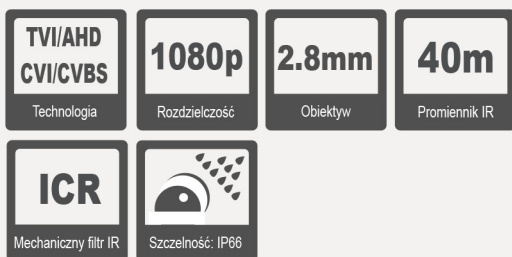 TVI/AHD
CVI/CVBS
Technologia
1080p
Rozdzielczość
2.8mm
Obiektyw
40m
Promiennik IR
ICR
Mechaniczny filtr IR
Szczelność: IP66